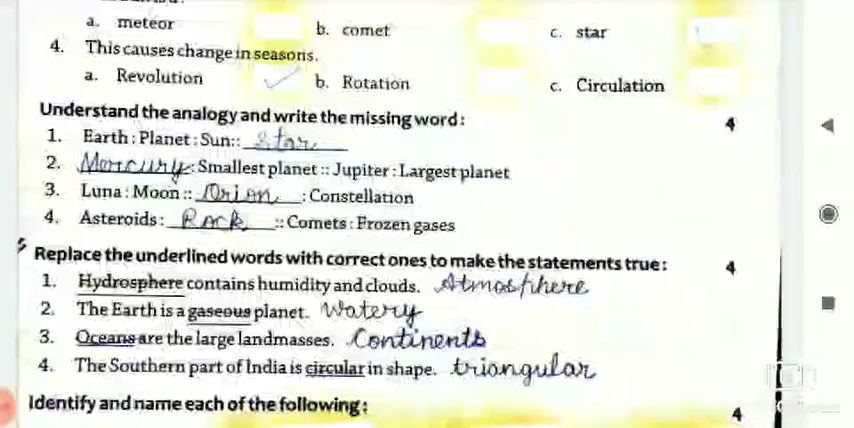 a. meteor b. comet c. star
4. This causes change in seasons.
a. Revolution b. Rotation c. Circulation
Understand the analogy and write the missing word: 4
1. Earth : Planet : Sun:: Star
2. Mercury : Smallest planet :: Jupiter : Largest planet
3. Luna : Moon :: Orion : Constellation
4. Asteroids : Rock :: Comets : Frozen gases
Replace the underlined words with correct ones to make the statements true: 4
1. Hydrosphere contains humidity and clouds. Atmosphere
2. The Earth is a gaseous planet. Watery
3. Oceans are the large landmasses. Continents
4. The Southern part of India is circular in shape. triangular
Identify and name each of the following: 4